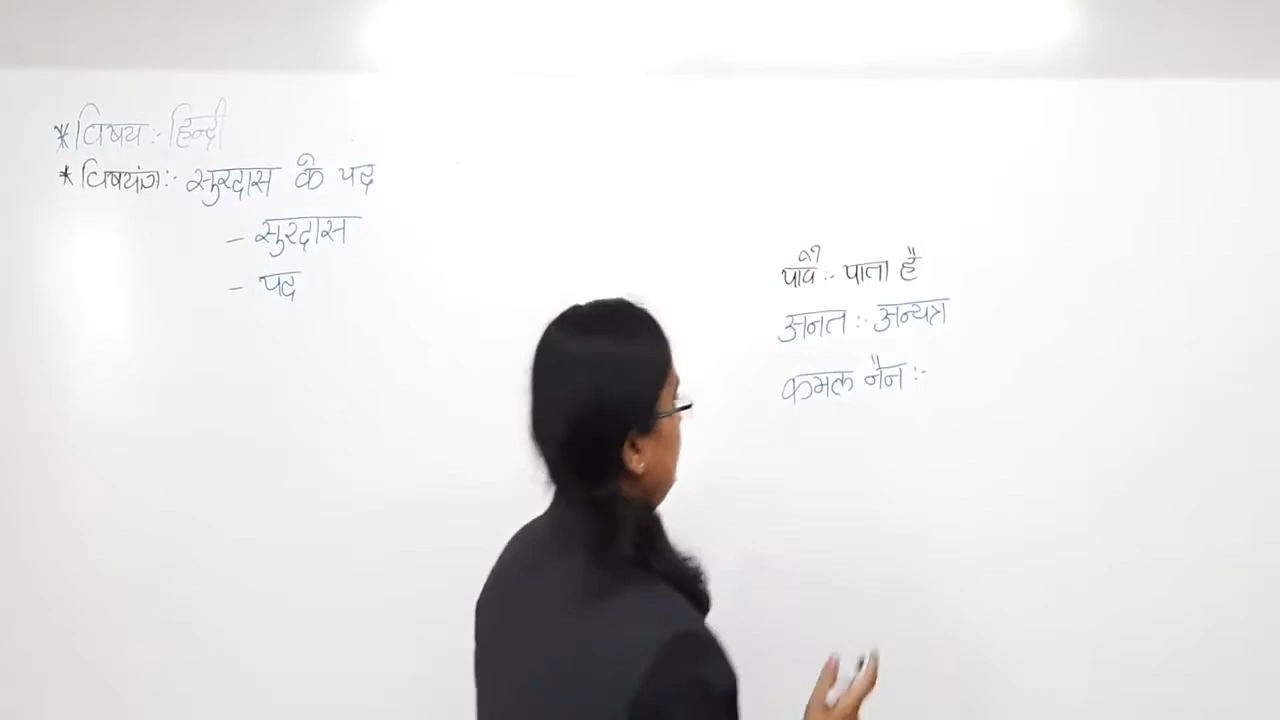 * विषय :- हिन्दी
* विषयांग :- सुरदास के पद
- सुरदास
- पद
पावै :- पाता है
अनत :- अन्यत्र
कमल नैन :-